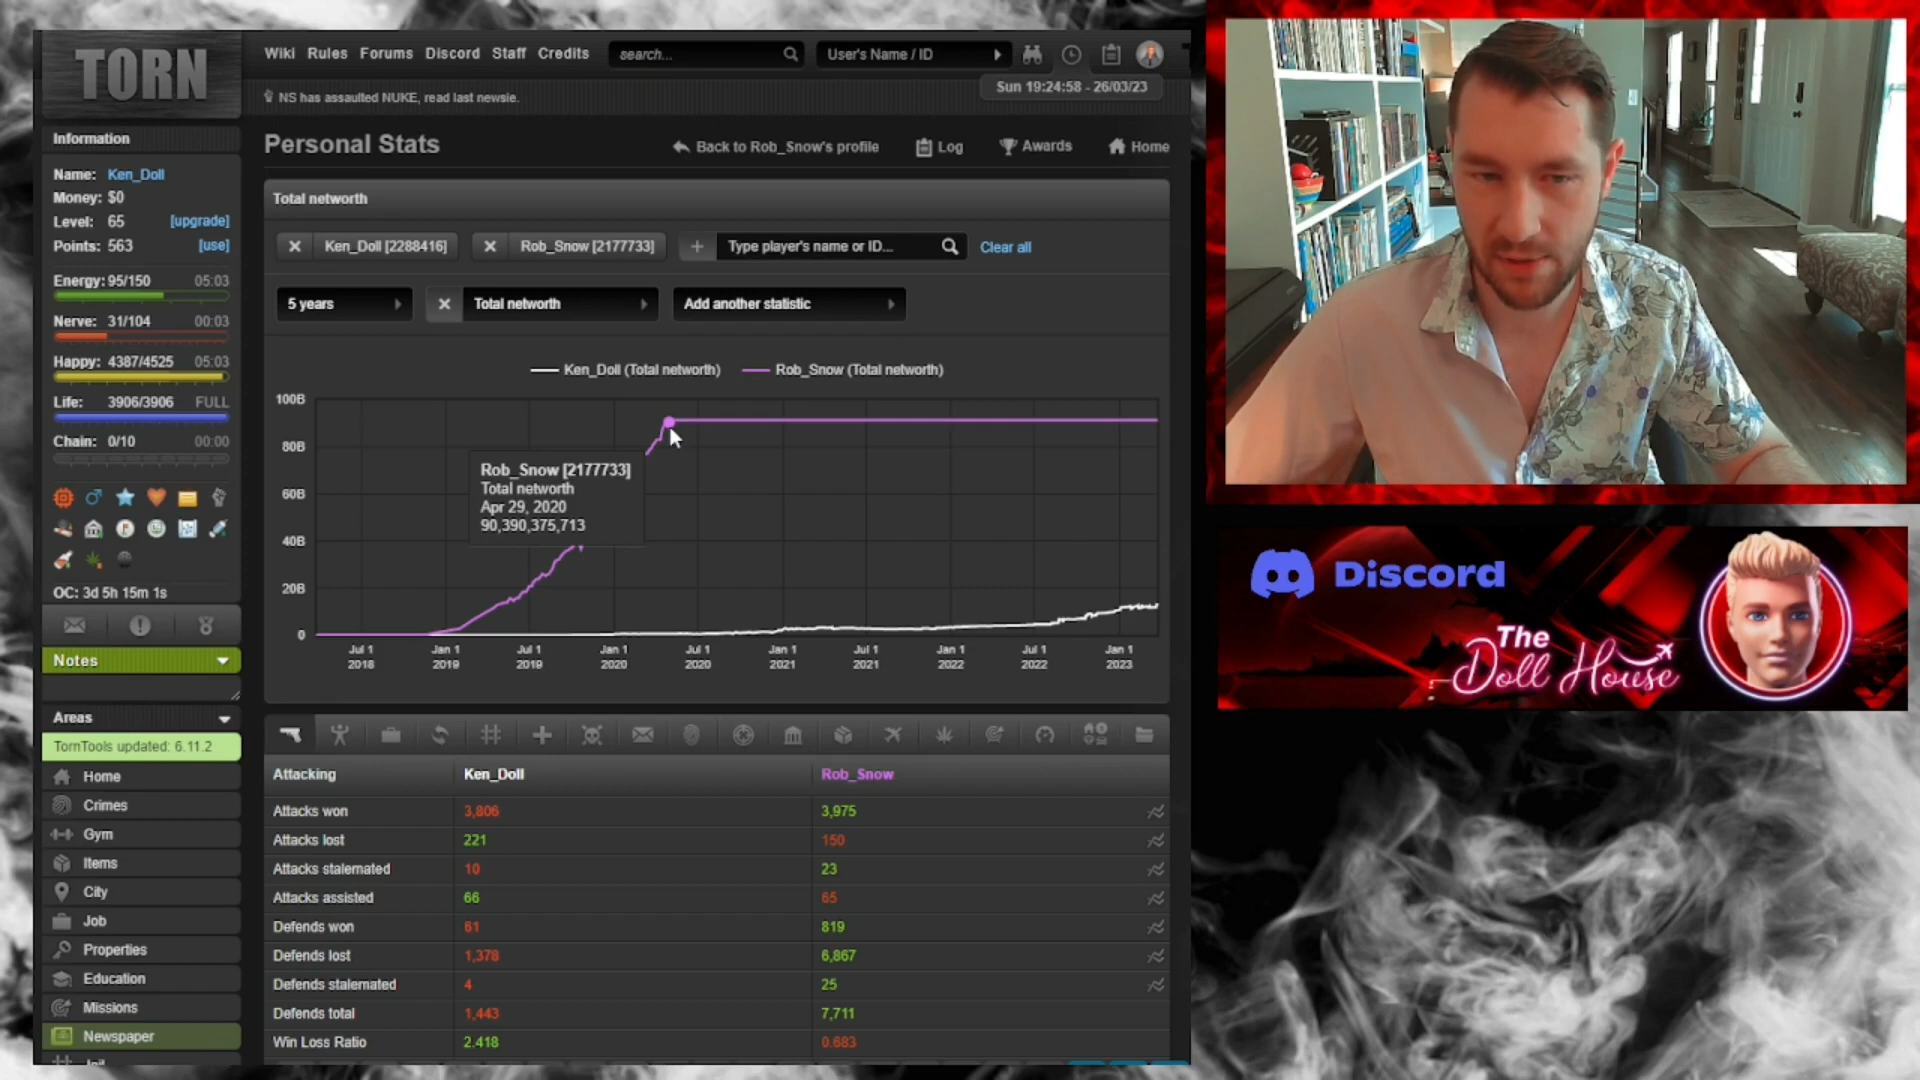 TORN
Wiki Rules Forums Discord Staff Credits
search...
User's Name / ID
Sun 19:24:58 - 26/03/23
NS has assaulted NUKE, read last newsie.
Information
Name: Ken_Doll
Money: $0
Level: 65 [upgrade]
Points: 563 [use]
Energy: 95/150 05:03
Nerve: 31/104 00:03
Happy: 4387/4525 05:03
Life: 3906/3906 FULL
Chain: 0/10 00:00
OC: 3d 5h 15m 1s
Notes
Areas
TornTools updated: 6.11.2
Home
Crimes
Gym
Items
City
Job
Properties
Education
Missions
Newspaper
Jail
Personal Stats
Back to Rob_Snow's profile
Log
Awards
Home
Total networth
Ken_Doll [2288416]
Rob_Snow [2177733]
Type player's name or ID...
Clear all
5 years
Total networth
Add another statistic
Ken_Doll (Total networth) Rob_Snow (Total networth)
100B
80B
60B
40B
20B
0
Rob_Snow [2177733]
Total networth
Apr 29, 2020
90,390,375,713
Jul 1 Jan 1 Jul 1 Jan 1 Jul 1 Jan 1 Jul 1 Jan 1 Jul 1 Jan 1
2018 2019 2019 2020 2020 2021 2021 2022 2022 2023
Attacking Ken_Doll Rob_Snow
Attacks won 3,806 3,975
Attacks lost 221 150
Attacks stalemated 10 23
Attacks assisted 66 65
Defends won 61 819
Defends lost 1,378 6,867
Defends stalemated 4 25
Defends total 1,443 7,711
Win Loss Ratio 2.418 0.683
Discord
The
Doll House